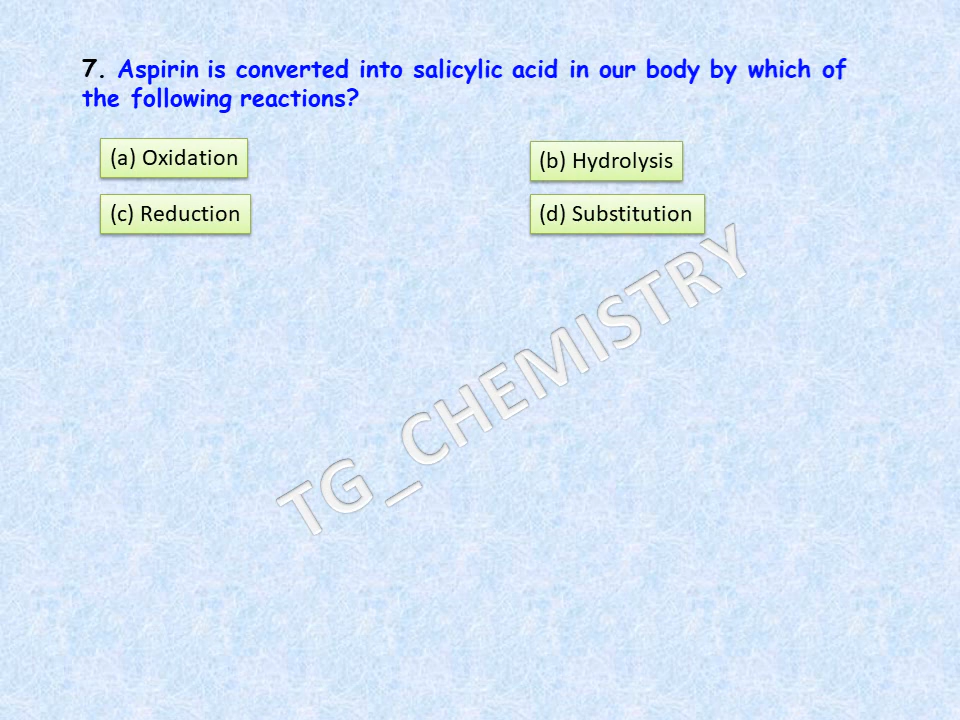 7. Aspirin is converted into salicylic acid in our body by which of
the following reactions?
(a) Oxidation
(b) Hydrolysis
(c) Reduction
(d) Substitution
TG_CHEMISTRY